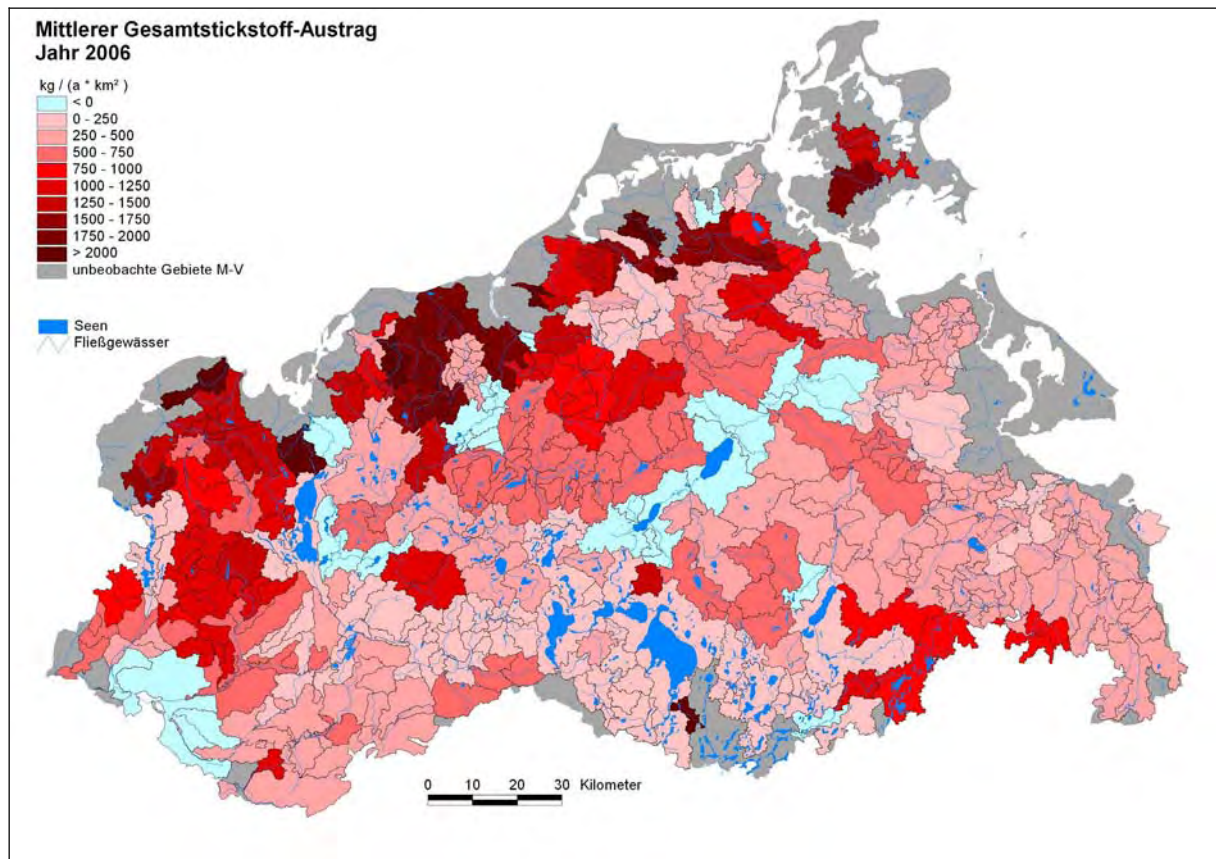 Mittlerer Gesamtstickstoff-Austrag
Jahr 2006
kg / (a * km² )
< 0
0 - 250
250 - 500
500 - 750
750 - 1000
1000 - 1250
1250 - 1500
1500 - 1750
1750 - 2000
> 2000
unbeobachte Gebiete M-V
Seen
Fließgewässer
0 10 20 30 Kilometer